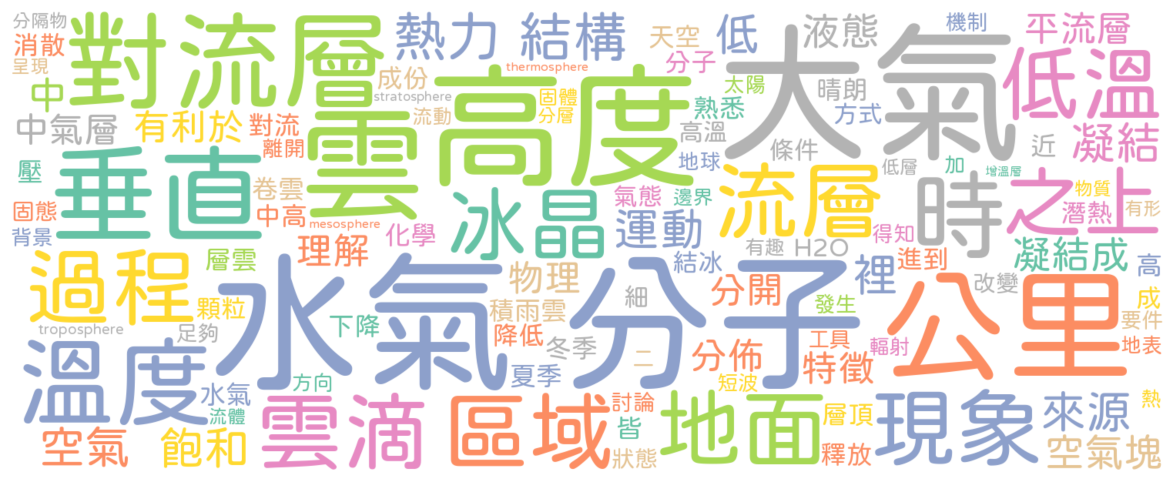 分隔物
對流層
熱力
結構
天空
低
液態
機制
平流層
消散
呈現
thermosphere
分子
大氣
低溫
成份
stratosphere
固體
太陽
晴朗
中
高度
熟悉
方式
流動
分層
中氣層
有利於
對流
雲
高溫
條件
近
凝結
離開
地球
低層
加
增溫層
壓
垂直
卷雲
氣態
邊界
流層
時
之上
物質
潛熱
有形
固態
中高
冰晶
mesosphere
運動
背景
理解
化學
有趣
H2O
得知
層雲
結冰
裡
進到
凝結成
高
過程
水氣分子
物理
細
分開
改變
公里
顆粒
積雨雲
發生
成
要件
troposphere
足夠
下降
降低
冬季
二
分佈
工具
輻射
地表
溫度
夏季
特徵
水氣
方向
短波
流體
雲滴
區域
討論
地面
層頂
現象
來源
熱
空氣
飽和
皆
狀態
釋放
空氣塊